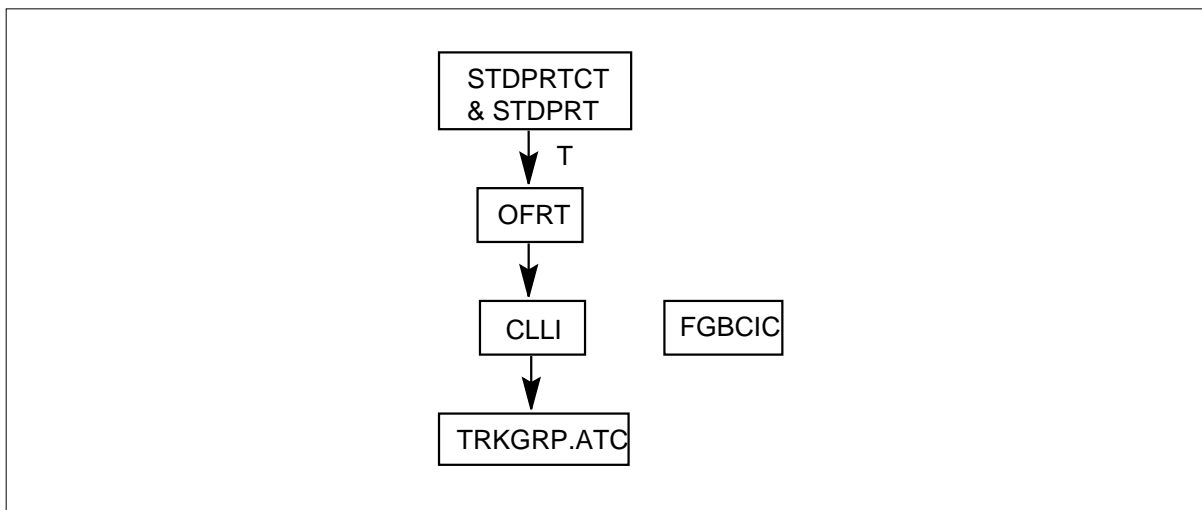 STDPRTCT
& STDPRT
T
OFRT
CLLI
FGBCIC
TRKGRP.ATC